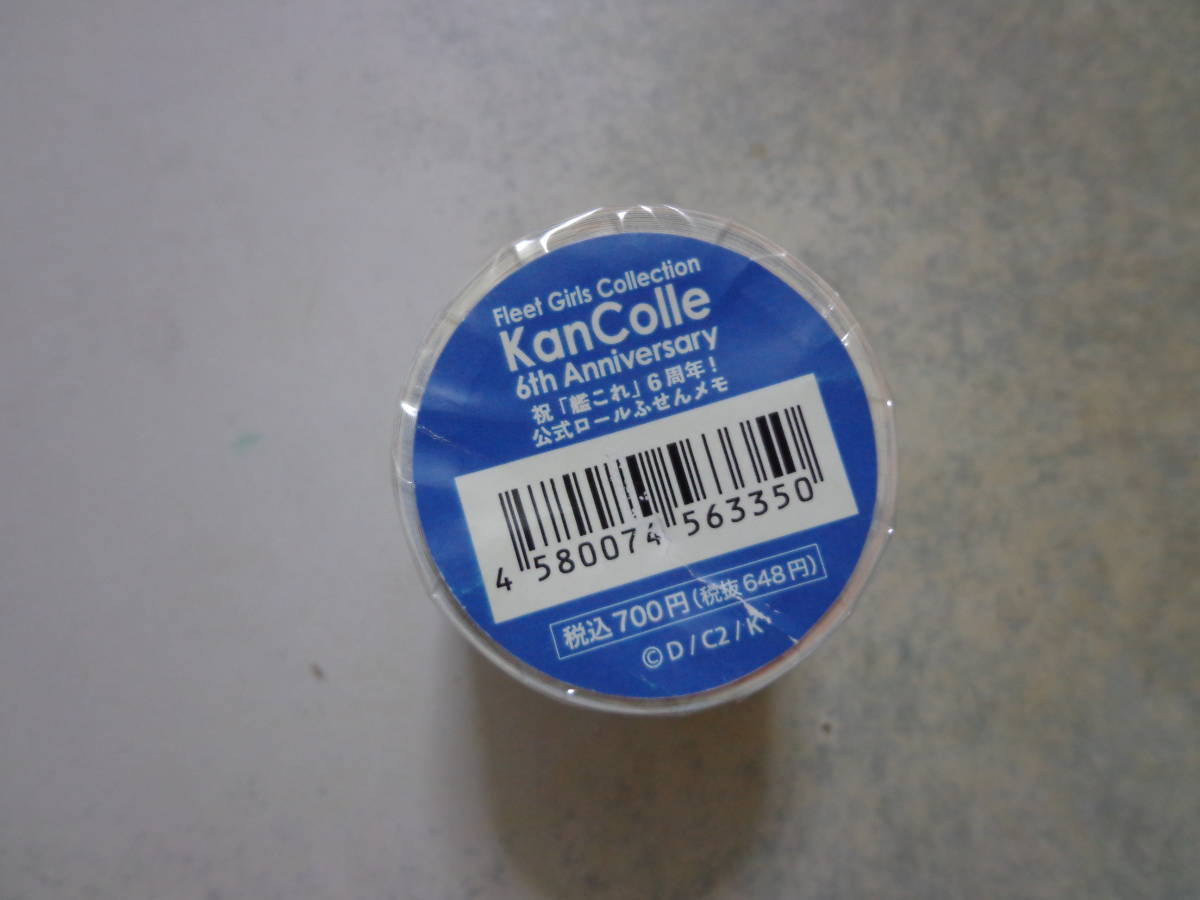 Fleet Girls Collection
KanColle
6th Anniversary
祝「艦これ」6周年!
公式ロールふせんメモ
4 580074 563350
税込700円(税抜648円)
©D/C2/K